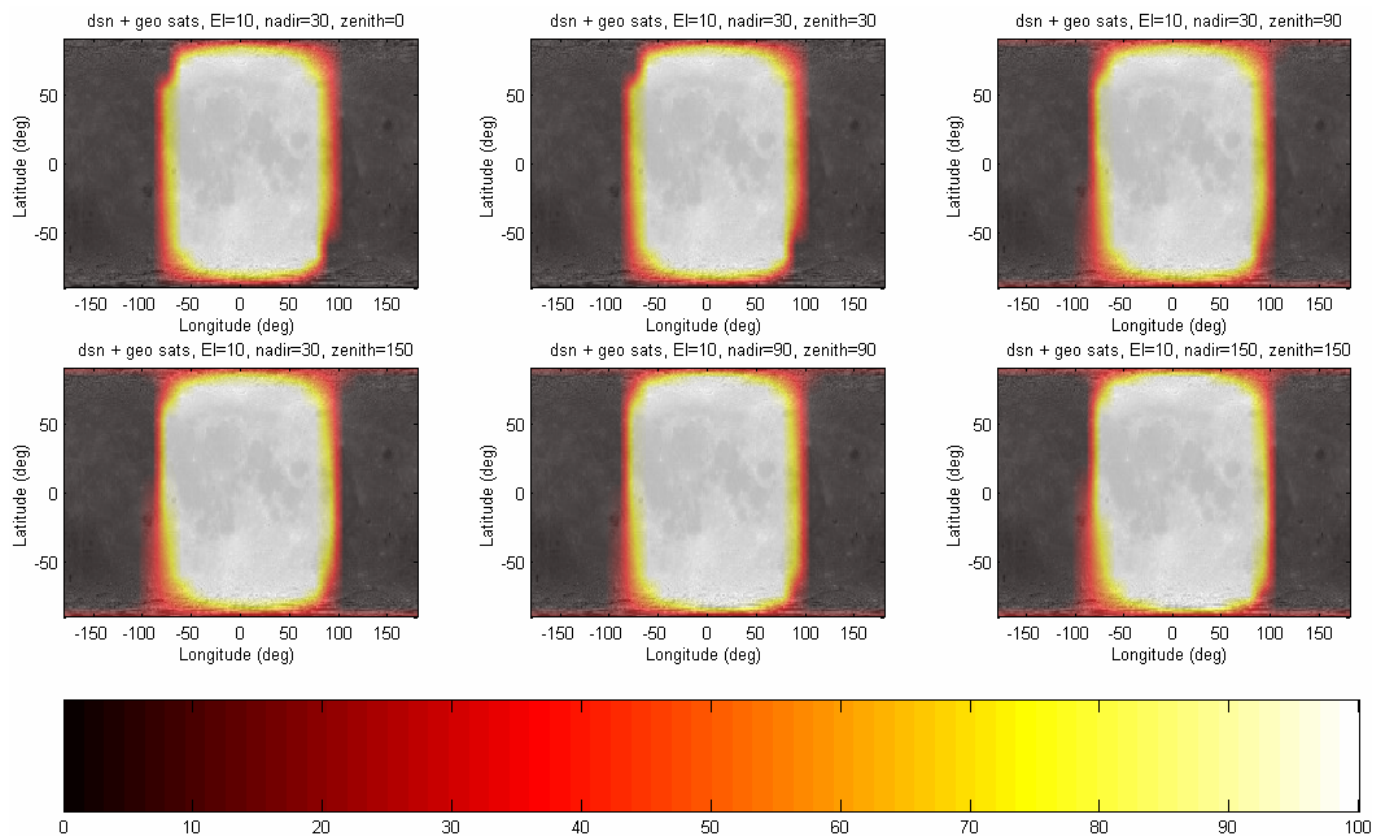 dsn + geo sats, El=10, nadir=30, zenith=0
dsn + geo sats, El=10, nadir=30, zenith=30
dsn + geo sats, El=10, nadir=30, zenith=90
Latitude (deg)
50
0
-50
-150 -100 -50 0 50 100 150
Longitude (deg)
Latitude (deg)
50
0
-50
-150 -100 -50 0 50 100 150
Longitude (deg)
Latitude (deg)
50
0
-50
-150 -100 -50 0 50 100 150
Longitude (deg)
dsn + geo sats, El=10, nadir=30, zenith=150
dsn + geo sats, El=10, nadir=90, zenith=90
dsn + geo sats, El=10, nadir=150, zenith=150
Latitude (deg)
50
0
-50
-150 -100 -50 0 50 100 150
Longitude (deg)
Latitude (deg)
50
0
-50
-150 -100 -50 0 50 100 150
Longitude (deg)
Latitude (deg)
50
0
-50
-150 -100 -50 0 50 100 150
Longitude (deg)
0 10 20 30 40 50 60 70 80 90 100